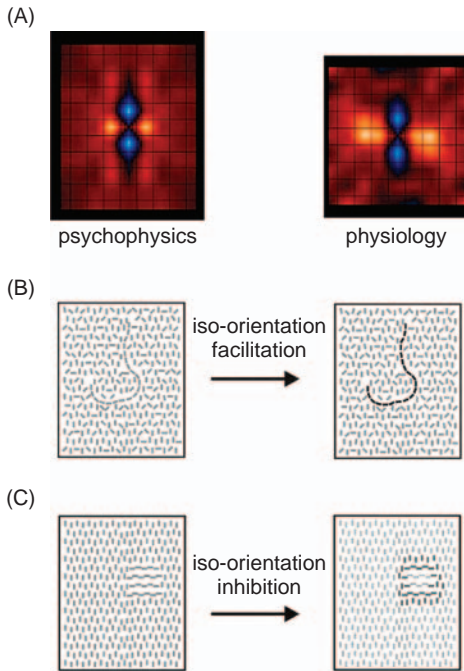 (A)
psychophysics
physiology
(B)
iso-orientation
facilitation
(C)
iso-orientation
inhibition